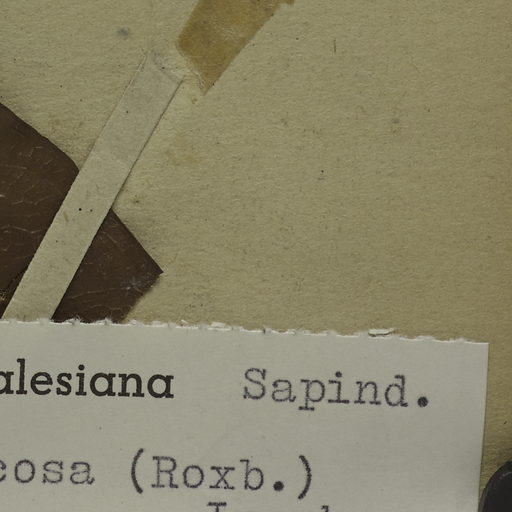 alesiana Sapind.
cosa (Roxb.)